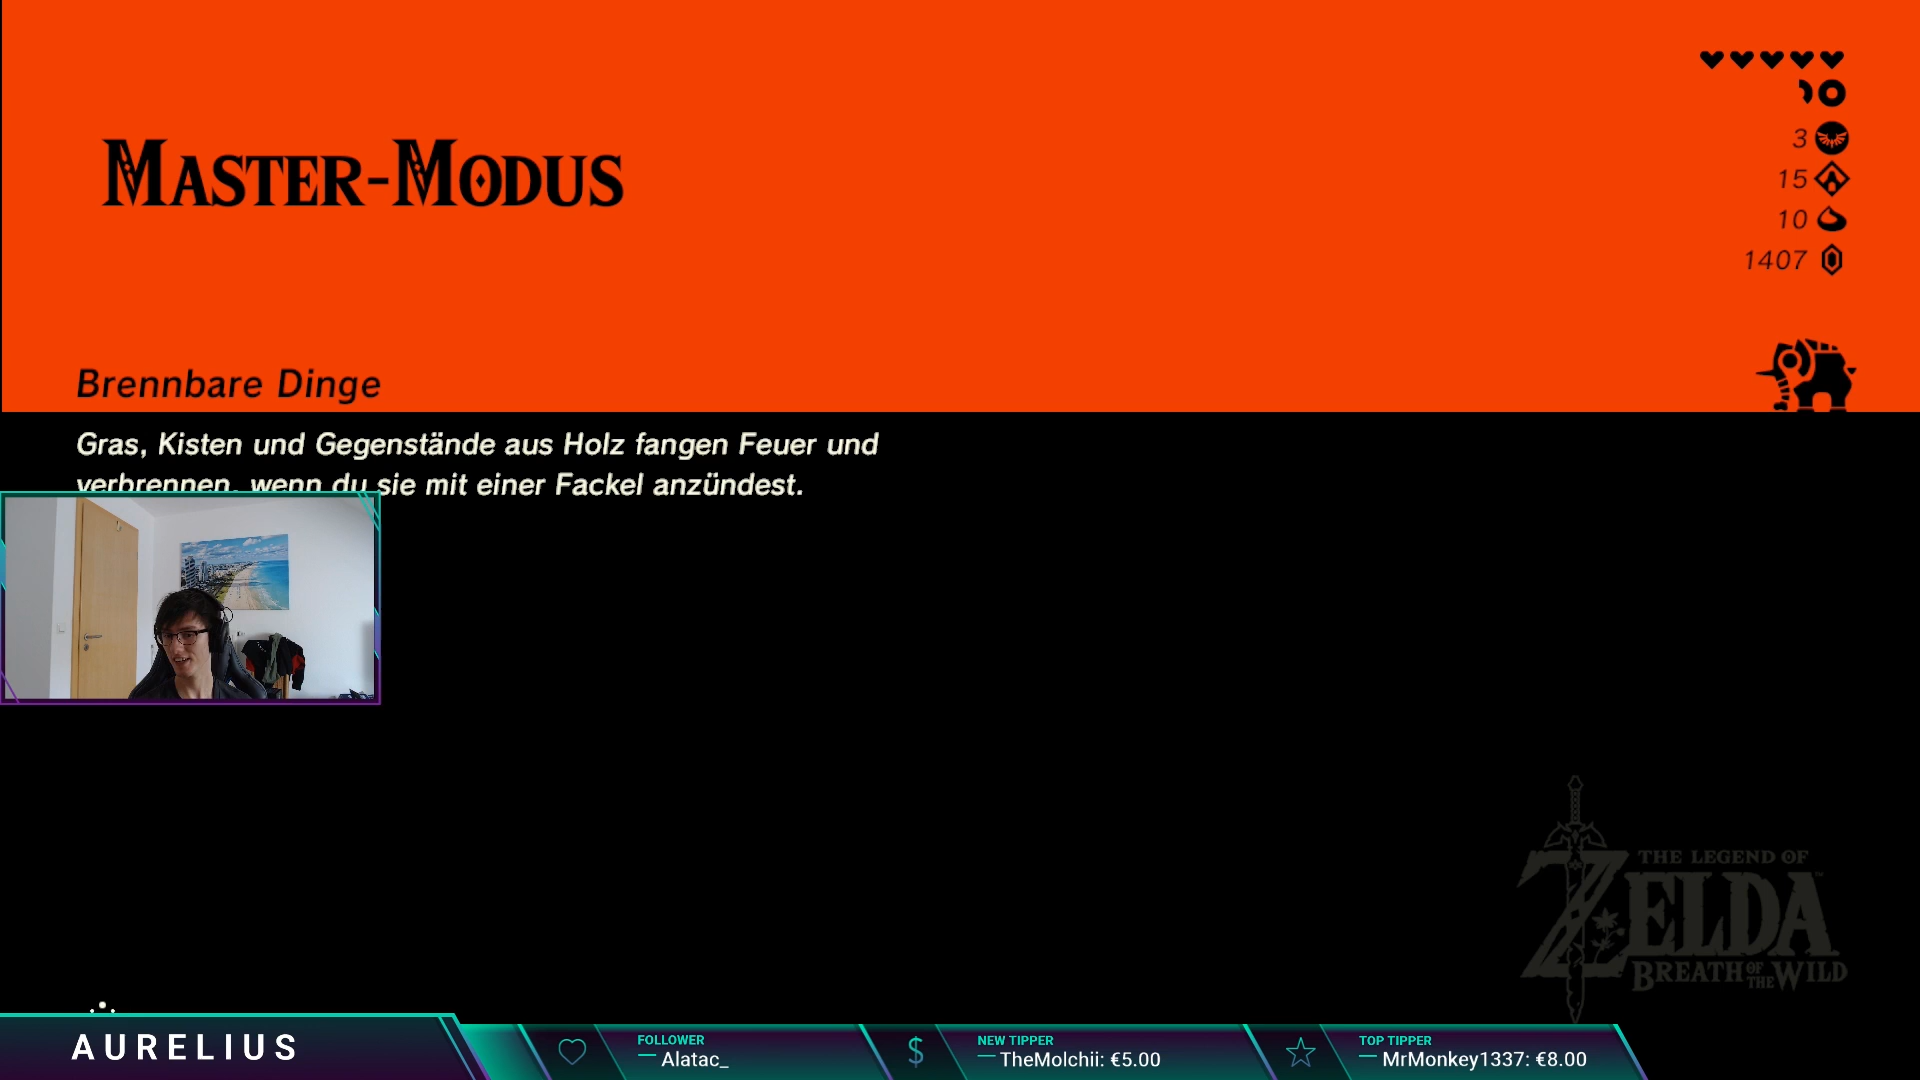 MASTER-MODUS
3
15
10
1407
Brennbare Dinge
Gras, Kisten und Gegenstände aus Holz fangen Feuer und
verbrennen, wenn du sie mit einer Fackel anzündest.
THE LEGEND OF
ZELDA
BREATH OF THE WILD
AURELIUS
FOLLOWER
Alatac_
NEW TIPPER
TheMolchii: €5.00
TOP TIPPER
MrMonkey1337: €8.00